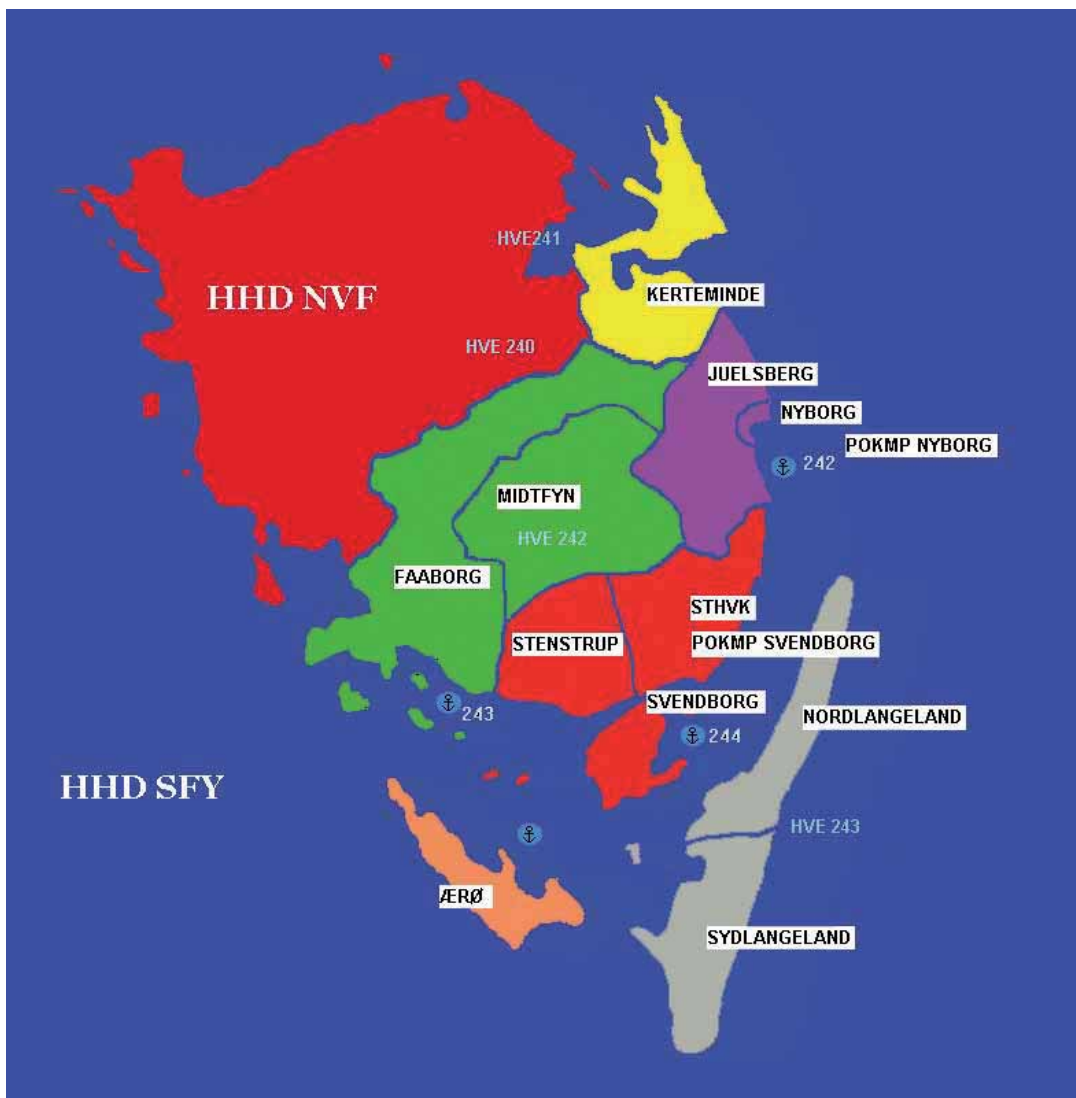 HVE241
HHD NVF
KERTEMINDE
HVE 240
JUELSBERG
NYBORG
POKMP NYBORG
242
MIDTFYN
HVE 242
FAABORG
STHVK
STENSTRUP
POKMP SVENDBORG
SVENDBORG
243
NORDLANGELAND
244
HHD SFY
HVE 243
ÆRØ
SYDLANGELAND